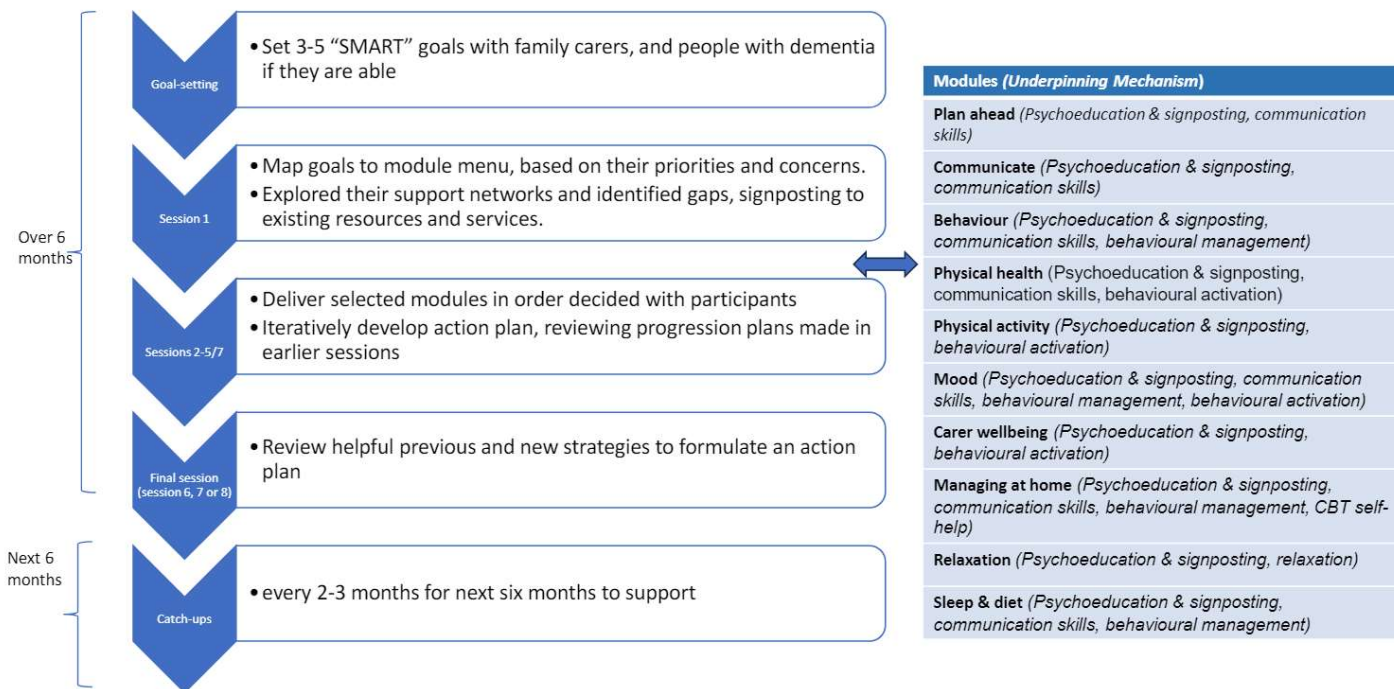 Over 6
months
Next 6
months
Goal-setting
• Set 3-5 “SMART” goals with family carers, and people with dementia
if they are able
Session 1
• Map goals to module menu, based on their priorities and concerns.
• Explored their support networks and identified gaps, signposting to
existing resources and services.
Sessions 2-5/7
• Deliver selected modules in order decided with participants
• Iteratively develop action plan, reviewing progression plans made in
earlier sessions
Final session
(session 6, 7 or 8)
• Review helpful previous and new strategies to formulate an action
plan
Catch-ups
• every 2-3 months for next six months to support
Modules (Underpinning Mechanism)
Plan ahead (Psychoeducation & signposting, communication
skills)
Communicate (Psychoeducation & signposting,
communication skills)
Behaviour (Psychoeducation & signposting,
communication skills, behavioural management)
Physical health (Psychoeducation & signposting,
communication skills, behavioural activation)
Physical activity (Psychoeducation & signposting,
behavioural activation)
Mood (Psychoeducation & signposting, communication
skills, behavioural management, behavioural activation)
Carer wellbeing (Psychoeducation & signposting,
behavioural activation)
Managing at home (Psychoeducation & signposting,
communication skills, behavioural management, CBT self-
help)
Relaxation (Psychoeducation & signposting, relaxation)
Sleep & diet (Psychoeducation & signposting,
communication skills, behavioural management)